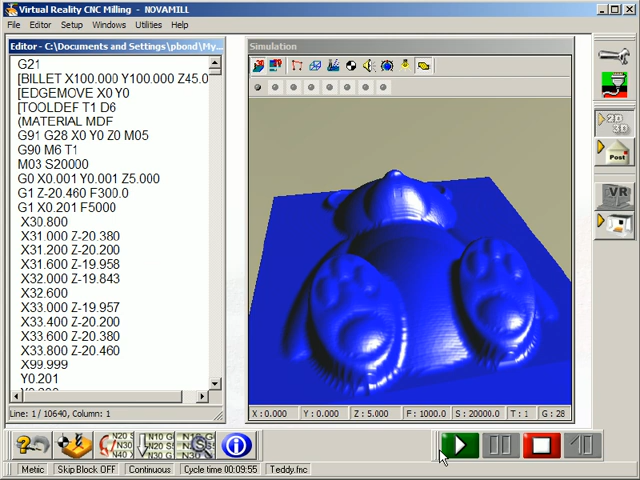 Virtual Reality CNC Milling - NOVAMILL
File Editor Setup Windows Utilities Help
Editor - C:\Documents and Settings\pbond\My...
G21
[BILLET X100.000 Y100.000 Z45.0
[EDGEMOVE X0 Y0
[TOOLDEF T1 D6
(MATERIAL MDF
G91 G28 X0 Y0 Z0 M05
G90 M6 T1
M03 S20000
G0 X0.001 Y0.001 Z5.000
G1 Z-20.460 F300.0
G1 X0.201 F5000
X30.800
X31.000 Z-20.380
X31.200 Z-20.200
X31.600 Z-19.958
X32.000 Z-19.843
X32.600
X33.000 Z-19.957
X33.400 Z-20.200
X33.600 Z-20.380
X33.800 Z-20.460
X99.999
Y0.201
Line: 1 / 10640, Column: 1
Simulation
X: 0.000 Y: 0.000 Z: 5.000 F: 1000.0 S: 20000.0 T: 1 G: 28
2D
3D
Post
VR
N20 S
N30
N40
N10 G
Metric Skip Block OFF Continuous Cycle time 00:09:55 Teddy.fnc